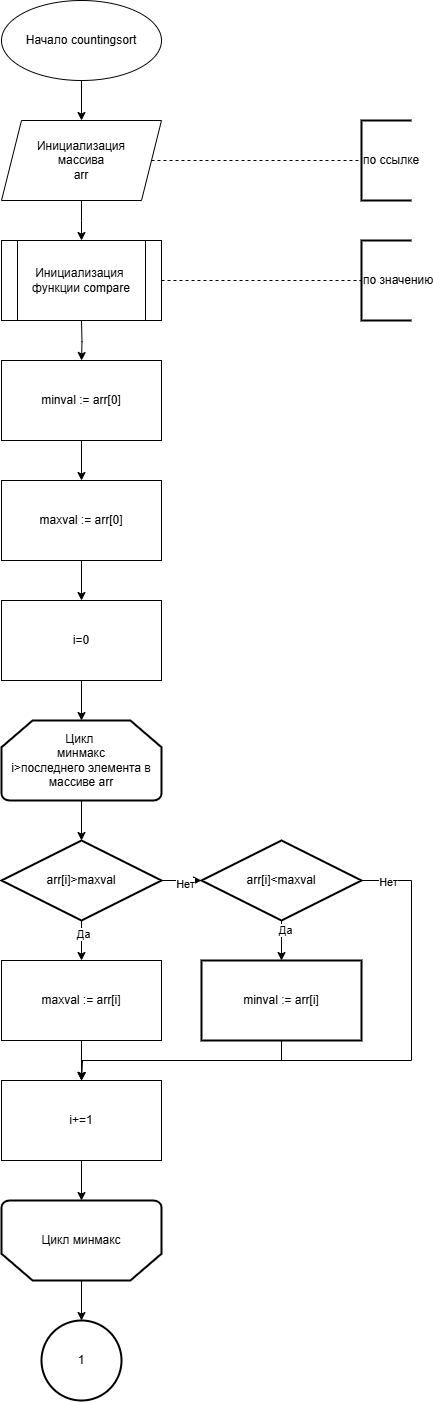 Начало countingsort
Инициализация
массива
arr
по ссылке
Инициализация
функции compare
по значению
minval := arr[0]
maxval := arr[0]
i=0
Цикл
минмакс
i>последнего элемента в
массиве arr
arr[i]>maxval
Нет
arr[i]<maxval
Нет
Да
Да
maxval := arr[i]
minval := arr[i]
i+=1
Цикл минмакс
1